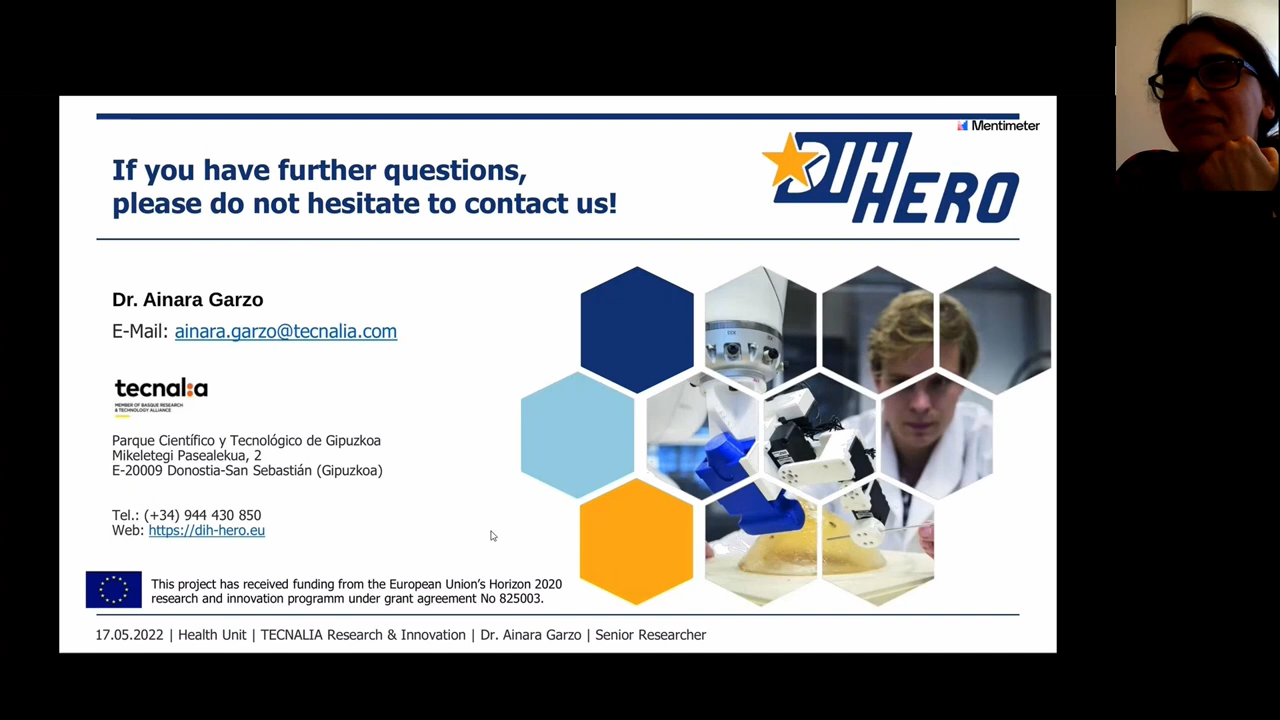 Mentimeter
DIH
HERO
If you have further questions,
please do not hesitate to contact us!
Dr. Ainara Garzo
E-Mail: ainara.garzo@tecnalia.com
tecnal:a
MEMBER OF BASQUE RESEARCH
& TECHNOLOGY ALLIANCE
Parque Científico y Tecnológico de Gipuzkoa
Mikeletegi Pasealekua, 2
E-20009 Donostia-San Sebastián (Gipuzkoa)
Tel.: (+34) 944 430 850
Web: https://dih-hero.eu
This project has received funding from the European Union’s Horizon 2020
research and innovation programm under grant agreement No 825003.
17.05.2022 | Health Unit | TECNALIA Research & Innovation | Dr. Ainara Garzo | Senior Researcher